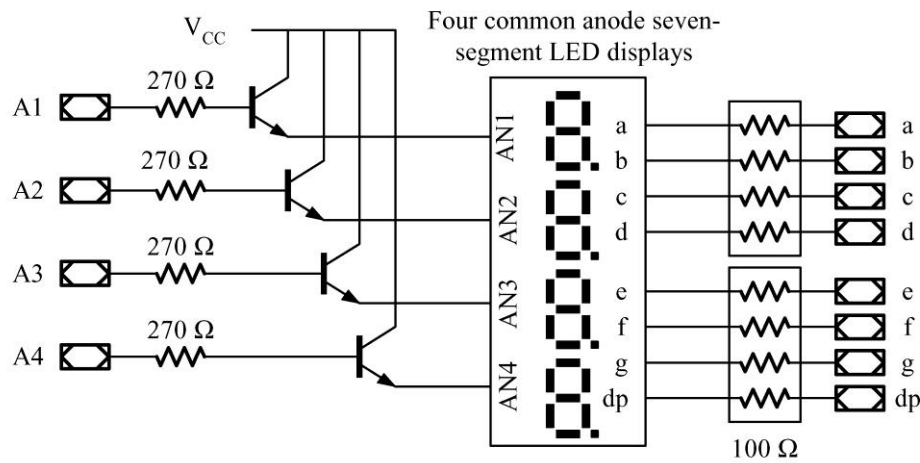 Four common anode seven-
segment LED displays
V_CC
270 Ω
A1
270 Ω
A2
270 Ω
A3
270 Ω
A4
AN1
AN2
AN3
AN4
a
b
c
d
e
f
g
dp
a
b
c
d
e
f
g
dp
100 Ω